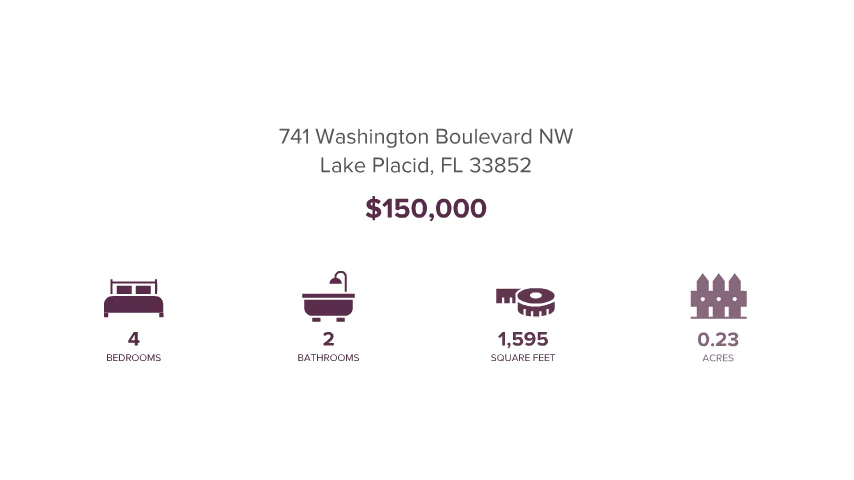 741 Washington Boulevard NW
Lake Placid, FL 33852
$150,000
4
BEDROOMS
2
BATHROOMS
1,595
SQUARE FEET
0.23
ACRES